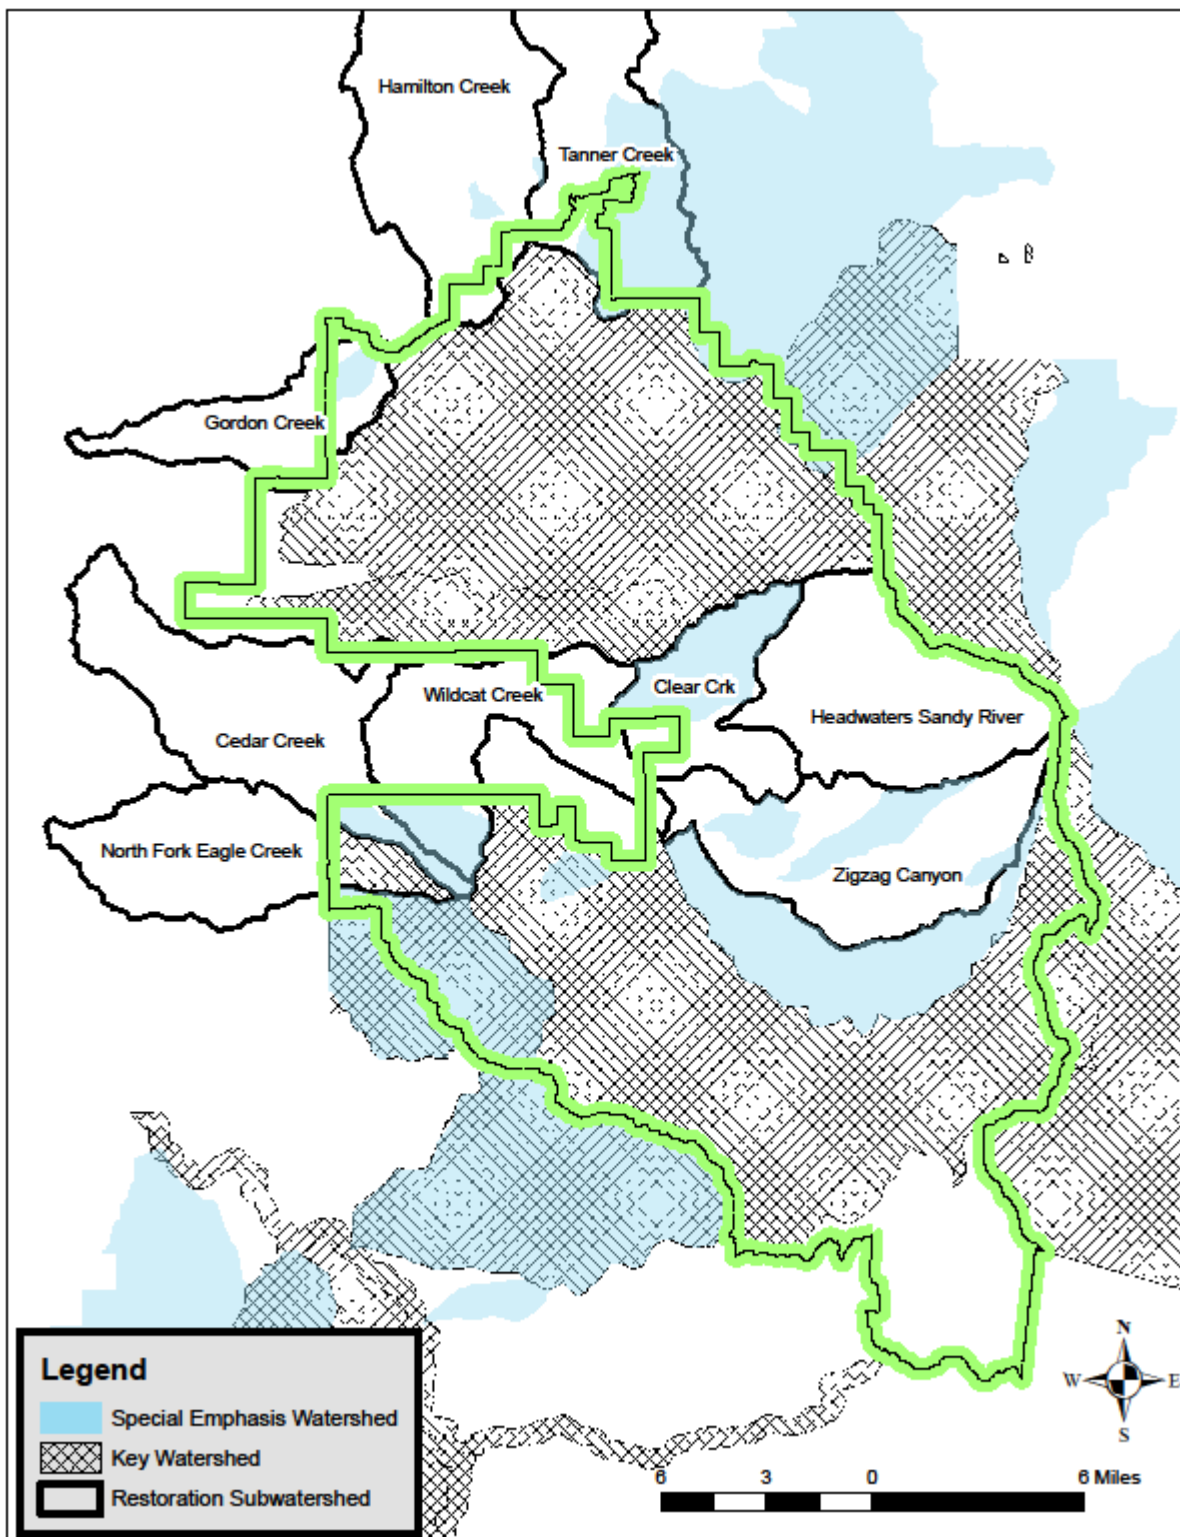 Hamilton Creek
Tanner Creek
Gordon Creek
Wildcat Creek
Clear Crk
Headwaters Sandy River
Cedar Creek
North Fork Eagle Creek
Zigzag Canyon
Legend
Special Emphasis Watershed
Key Watershed
Restoration Subwatershed
N
W
E
S
6 3 0 6 Miles